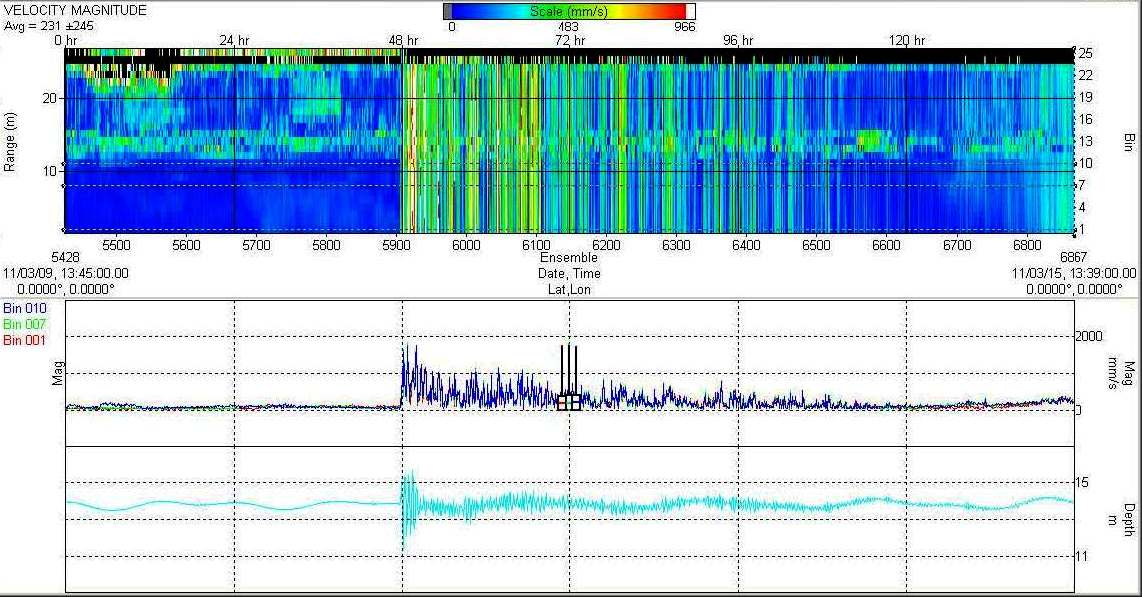 VELOCITY MAGNITUDE
Scale (mm/s)
Avg = 231 ±245
0 483 966
0 hr 24 hr 48 hr 72 hr 96 hr 120 hr
25
22
20 19
16
Range (m) Bin
13
10 10
7
4
1
5500 5600 5700 5800 5900 6000 6100 6200 6300 6400 6500 6600 6700 6800
5428 Ensemble 6867
11/03/09, 13:45:00.00 Date, Time 11/03/15, 13:39:00.00
0.0000°, 0.0000° Lat,Lon 0.0000°, 0.0000°
Bin 010
Bin 007
Bin 001
2000
Mag Mag
mm/s
0
15
Depth
m
11